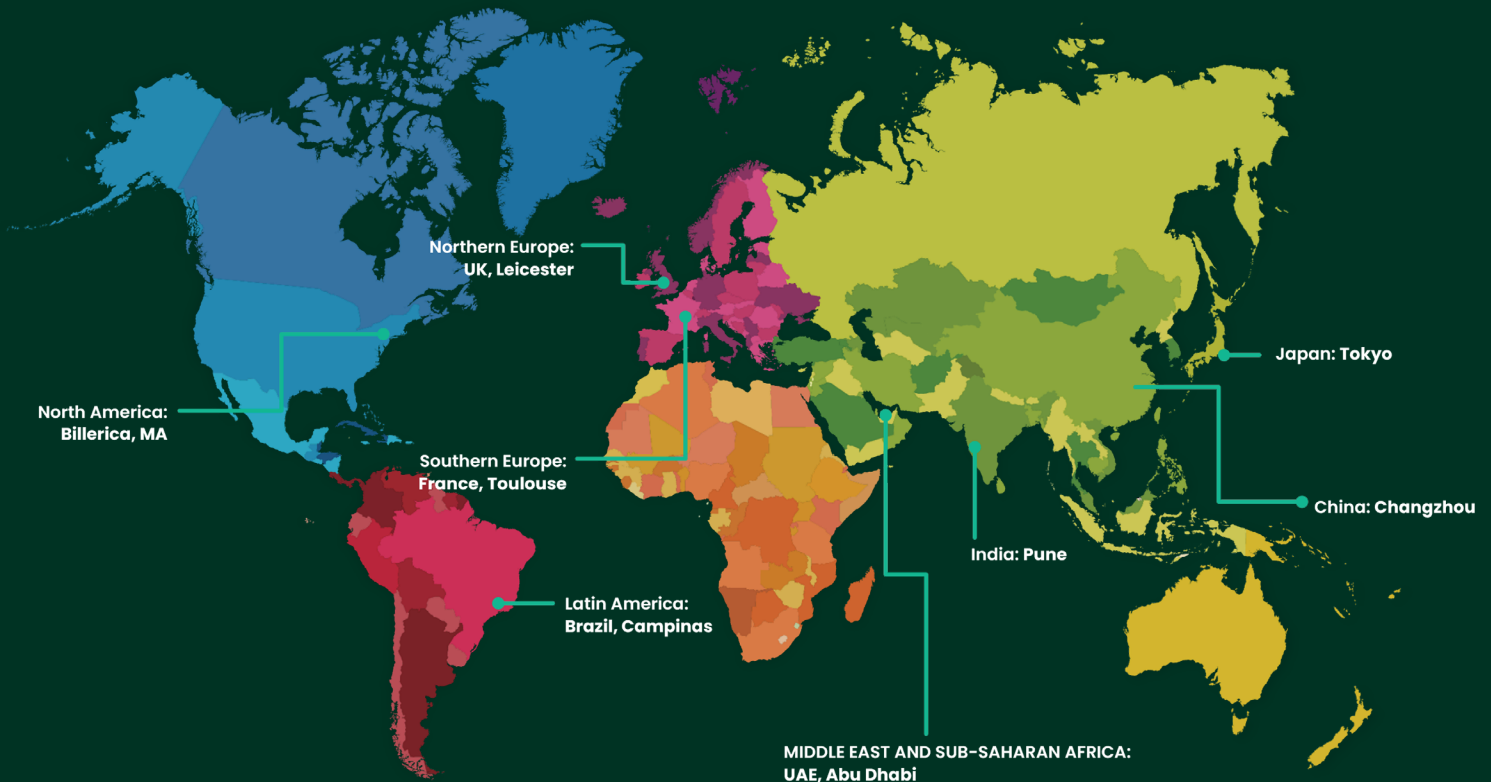 Northern Europe:
UK, Leicester
Japan: Tokyo
North America:
Billerica, MA
Southern Europe:
France, Toulouse
China: Changzhou
India: Pune
Latin America:
Brazil, Campinas
MIDDLE EAST AND SUB-SAHARAN AFRICA:
UAE, Abu Dhabi